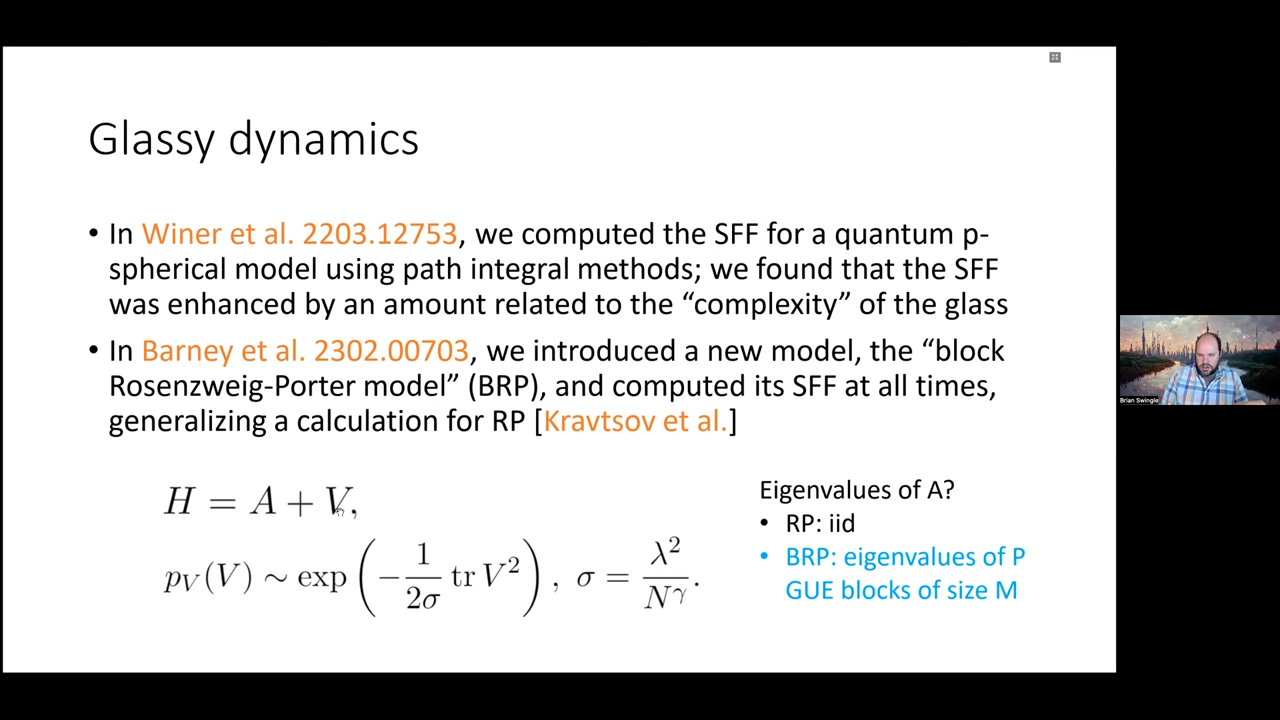 Glassy dynamics
• In Winer et al. 2203.12753, we computed the SFF for a quantum p-
spherical model using path integral methods; we found that the SFF
was enhanced by an amount related to the “complexity” of the glass
• In Barney et al. 2302.00703, we introduced a new model, the “block
Rosenzweig-Porter model” (BRP), and computed its SFF at all times,
generalizing a calculation for RP [Kravtsov et al.]
H = A + V,
p_V(V) ∼ exp(−1/(2σ) tr V²), σ = λ²/N^γ.
Eigenvalues of A?
• RP: iid
• BRP: eigenvalues of P
GUE blocks of size M
Brian Swingle